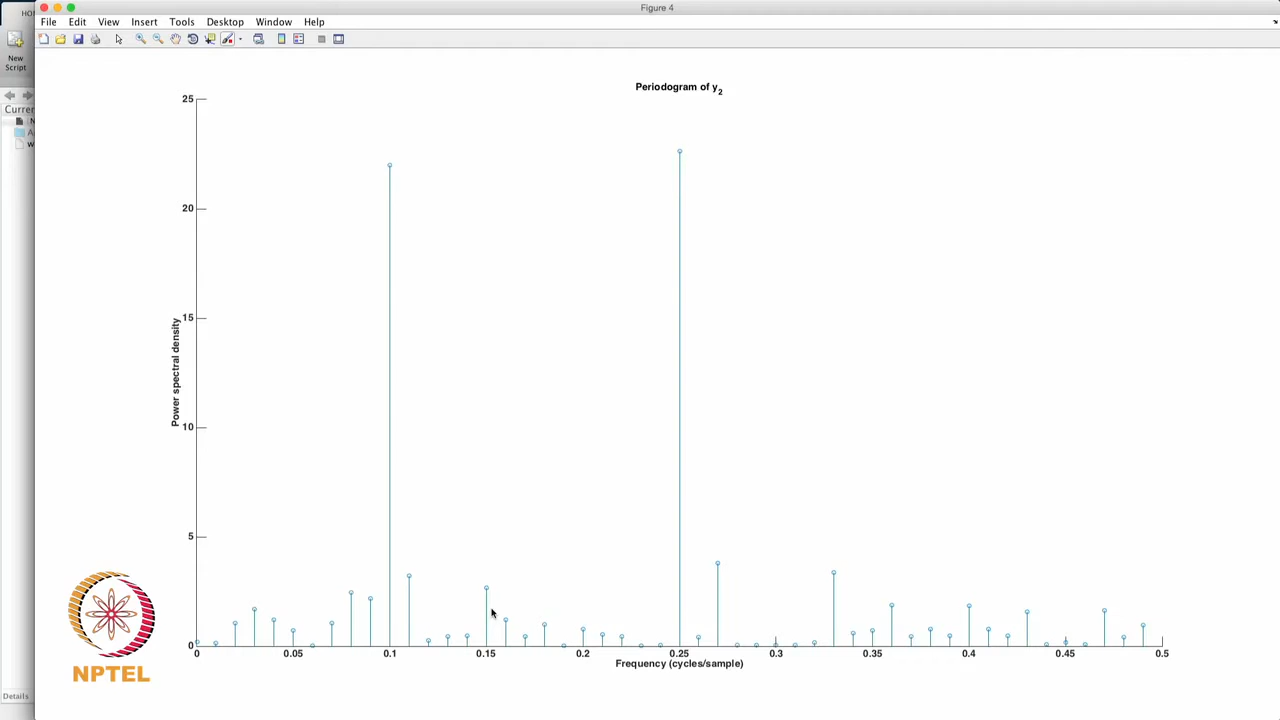 Figure 4
HO
File Edit View Insert Tools Desktop Window Help
New
Script
Curre
N
A
w
Periodogram of y2
25
20
15
10
5
0
Power spectral density
0 0.05 0.1 0.15 0.2 0.25 0.3 0.35 0.4 0.45 0.5
Frequency (cycles/sample)
NPTEL
Details